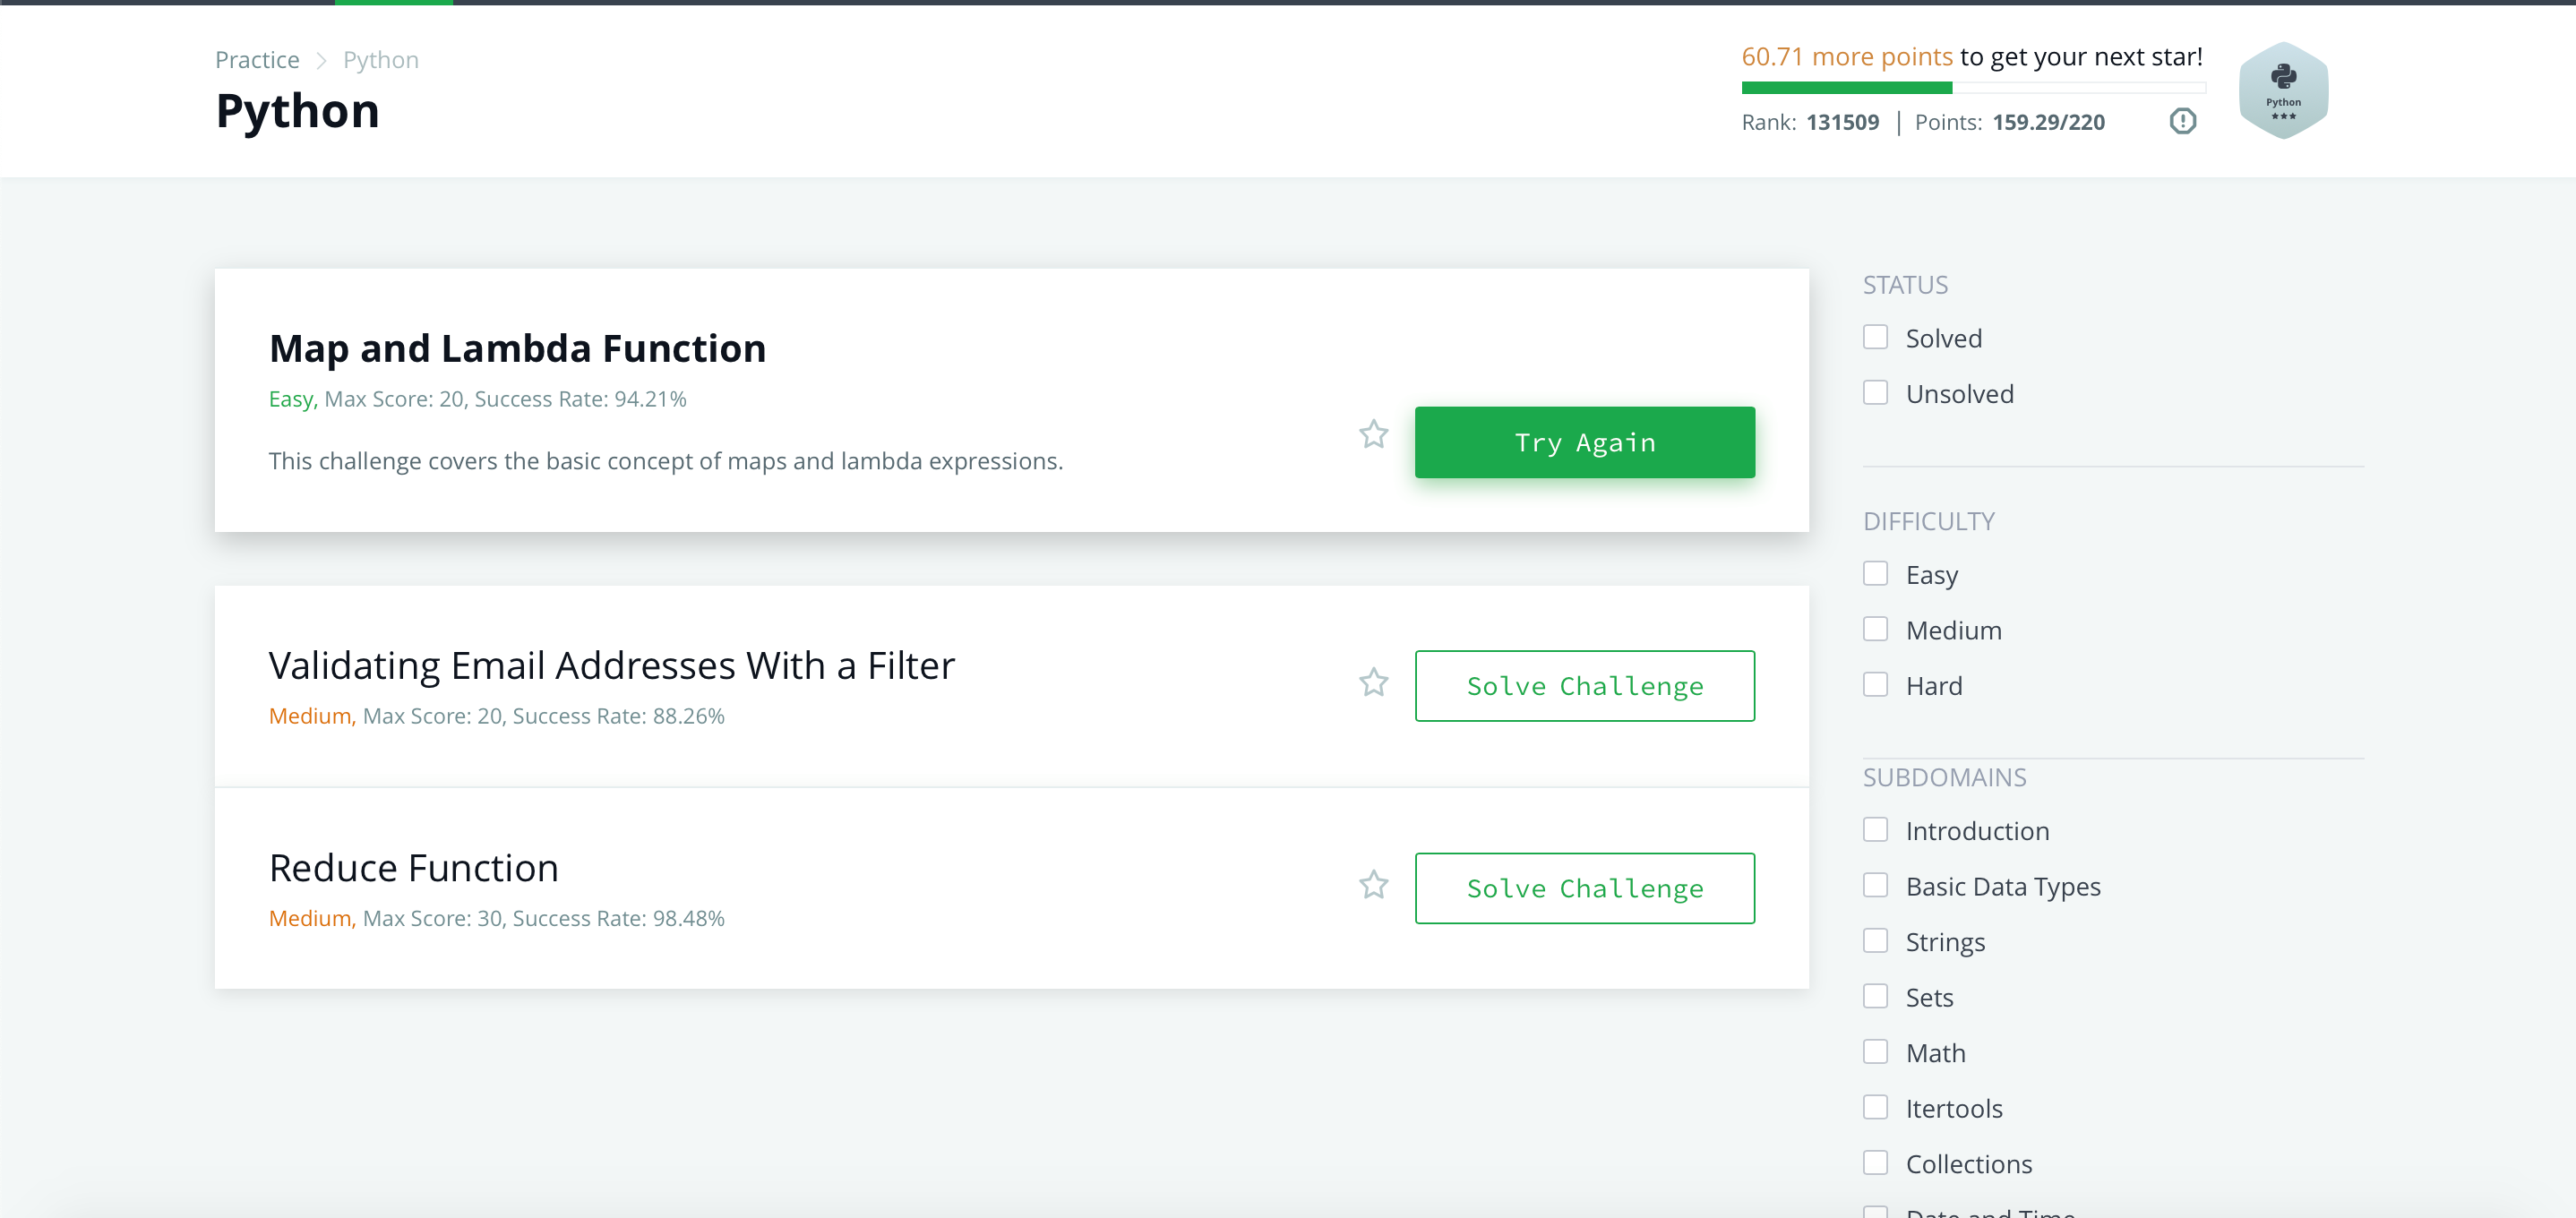 Practice > Python
Python
60.71 more points to get your next star!
Rank: 131509 | Points: 159.29/220
Python
Map and Lambda Function
Easy, Max Score: 20, Success Rate: 94.21%
This challenge covers the basic concept of maps and lambda expressions.
Try Again
Validating Email Addresses With a Filter
Medium, Max Score: 20, Success Rate: 88.26%
Solve Challenge
Reduce Function
Medium, Max Score: 30, Success Rate: 98.48%
Solve Challenge
STATUS
Solved
Unsolved
DIFFICULTY
Easy
Medium
Hard
SUBDOMAINS
Introduction
Basic Data Types
Strings
Sets
Math
Itertools
Collections
Date and Time